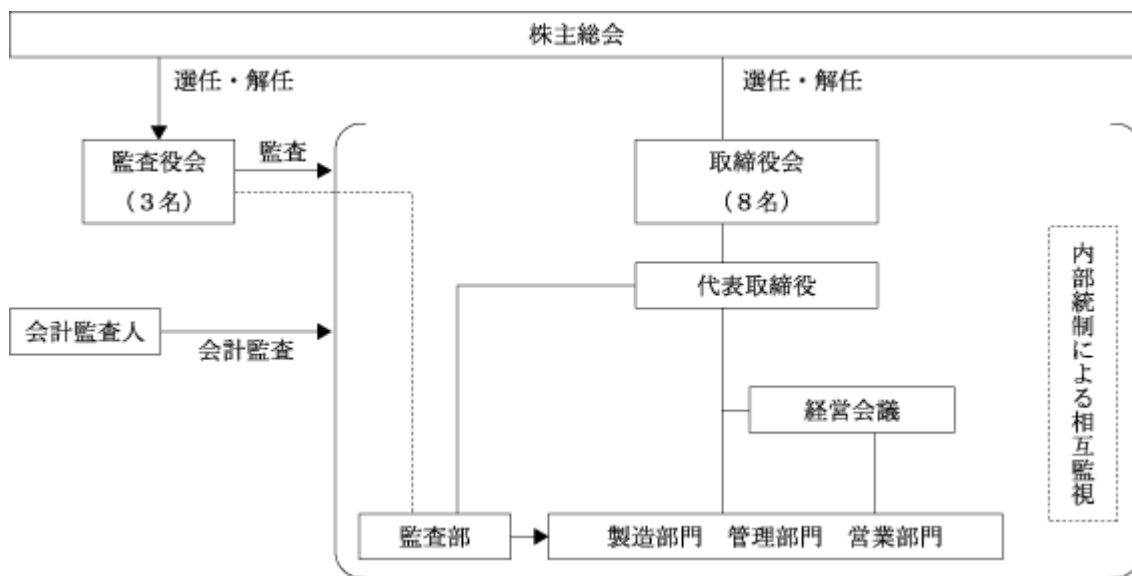 株主総会
選任・解任
選任・解任
監査役会
(3名)
監査
取締役会
(8名)
代表取締役
会計監査人
会計監査
経営会議
内部統制による相互監視
監査部
製造部門 管理部門 営業部門